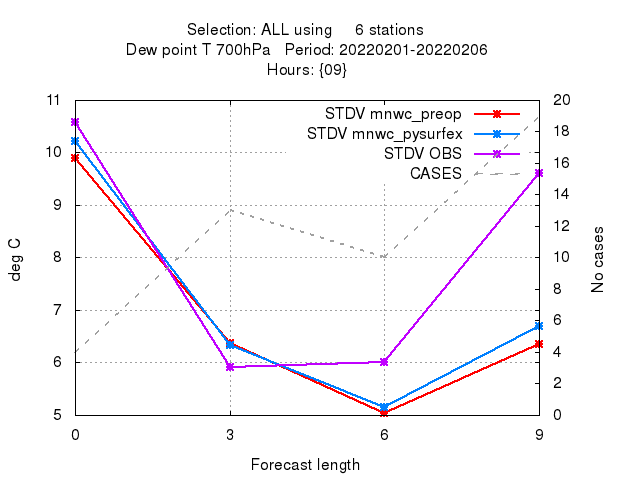 Selection: ALL using     6 stations
Dew point T 700hPa   Period: 20220201-20220206
Hours: {09}
STDV mnwc_preop
STDV mnwc_pysurfex
STDV OBS
CASES
11
10
9
8
7
6
5
deg C
20
18
16
14
12
10
8
6
4
2
0
No cases
0 3 6 9
Forecast length